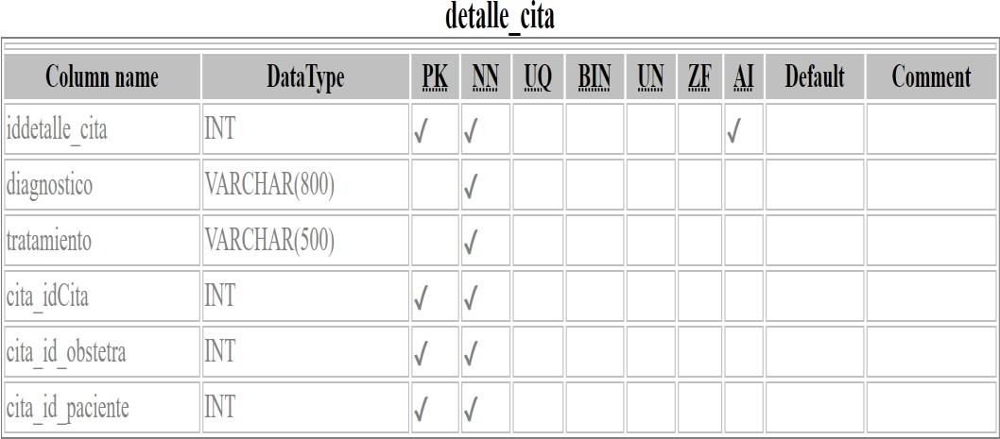 detalle_cita
Column name DataType PK NN UQ BIN UN ZF AI Default Comment
iddetalle_cita INT ✓ ✓ ✓
diagnostico VARCHAR(800) ✓
tratamiento VARCHAR(500) ✓
cita_idCita INT ✓ ✓
cita_id_obstetra INT ✓ ✓
cita_id_paciente INT ✓ ✓